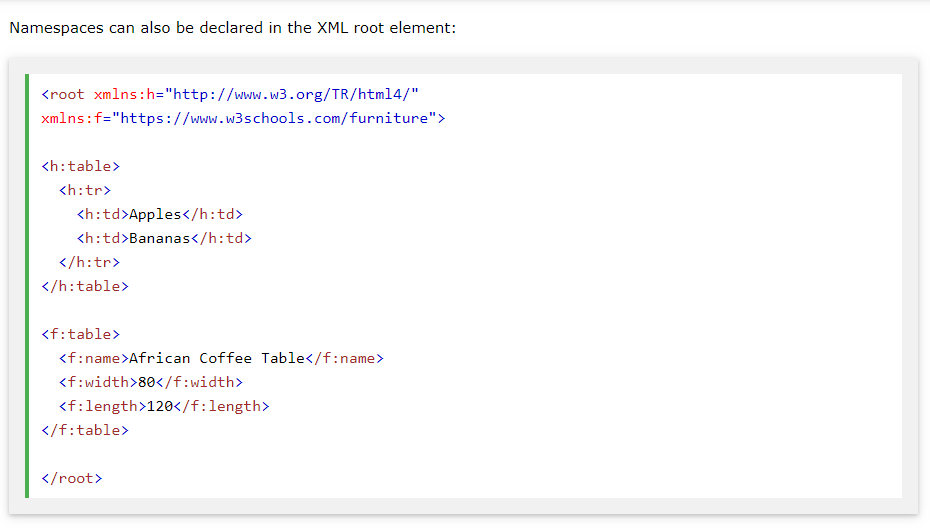 Namespaces can also be declared in the XML root element:
<root xmlns:h="http://www.w3.org/TR/html4/"
xmlns:f="https://www.w3schools.com/furniture">
<h:table>
<h:tr>
<h:td>Apples</h:td>
<h:td>Bananas</h:td>
</h:tr>
</h:table>
<f:table>
<f:name>African Coffee Table</f:name>
<f:width>80</f:width>
<f:length>120</f:length>
</f:table>
</root>